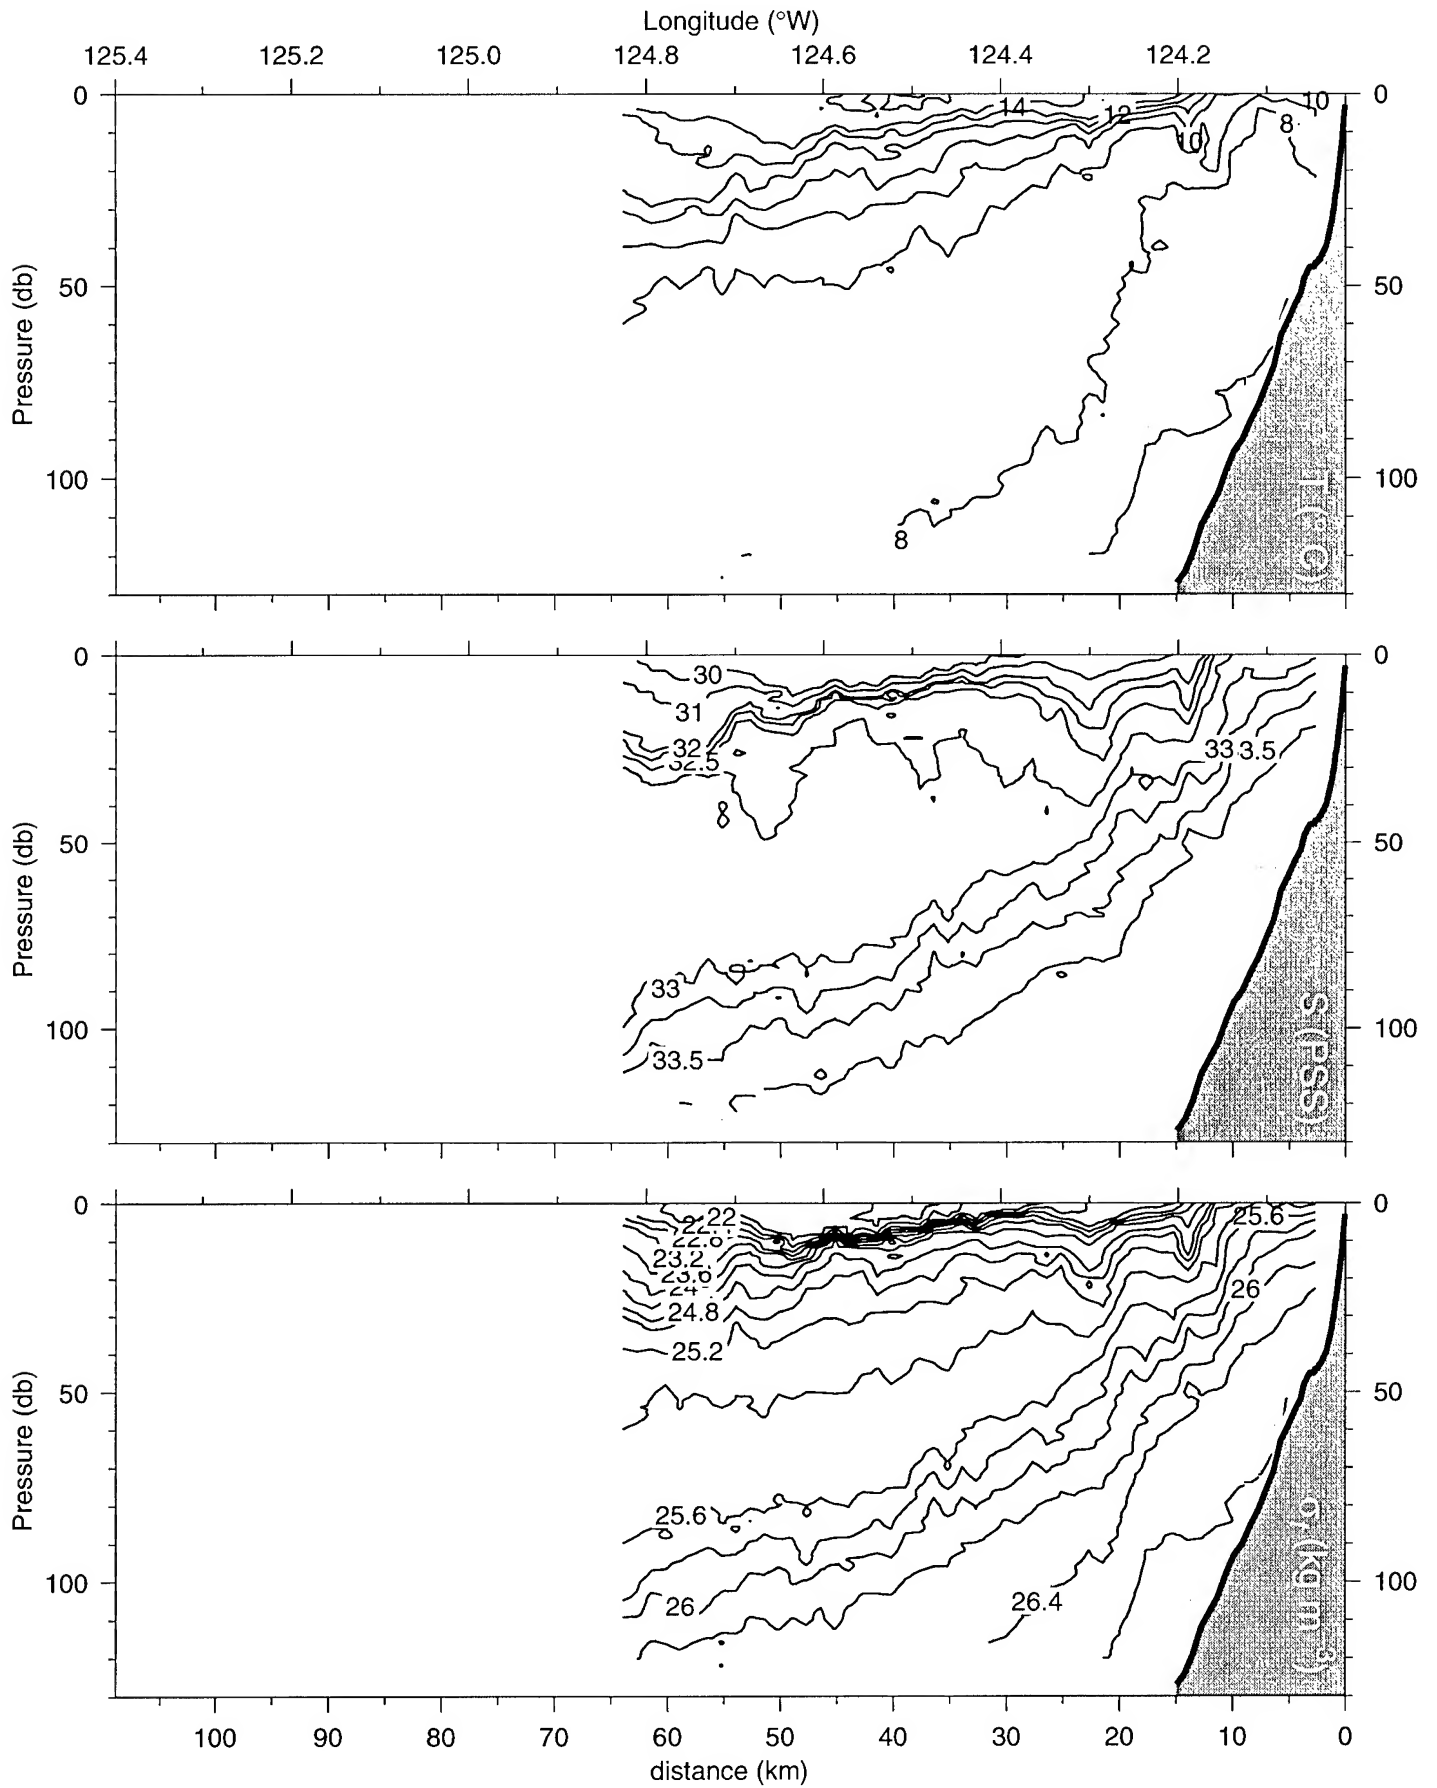 Longitude (°W)
125.4 125.2 125.0 124.8 124.6 124.4 124.2
0 14 12 10 10 8 0
50 50
100 100
8
Pressure (db)
T (°C)
0 0
30
31
32
32.5
33 3.5
50 50
33
100 100
33.5
Pressure (db)
S (PSS)
0 0
22 25.6
22.6
23.2
23.6
24
24.8
26
25.2
50 50
25.6
100 100
26 26.4
Pressure (db)
(kg m⁻³)
100 90 80 70 60 50 40 30 20 10 0
distance (km)